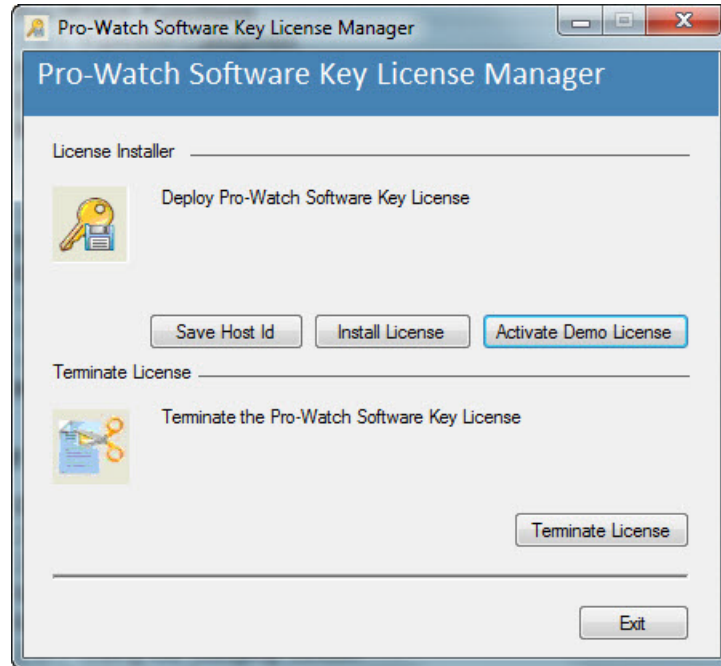 Pro-Watch Software Key License Manager
Pro-Watch Software Key License Manager
License Installer
Deploy Pro-Watch Software Key License
Save Host Id
Install License
Activate Demo License
Terminate License
Terminate the Pro-Watch Software Key License
Terminate License
Exit